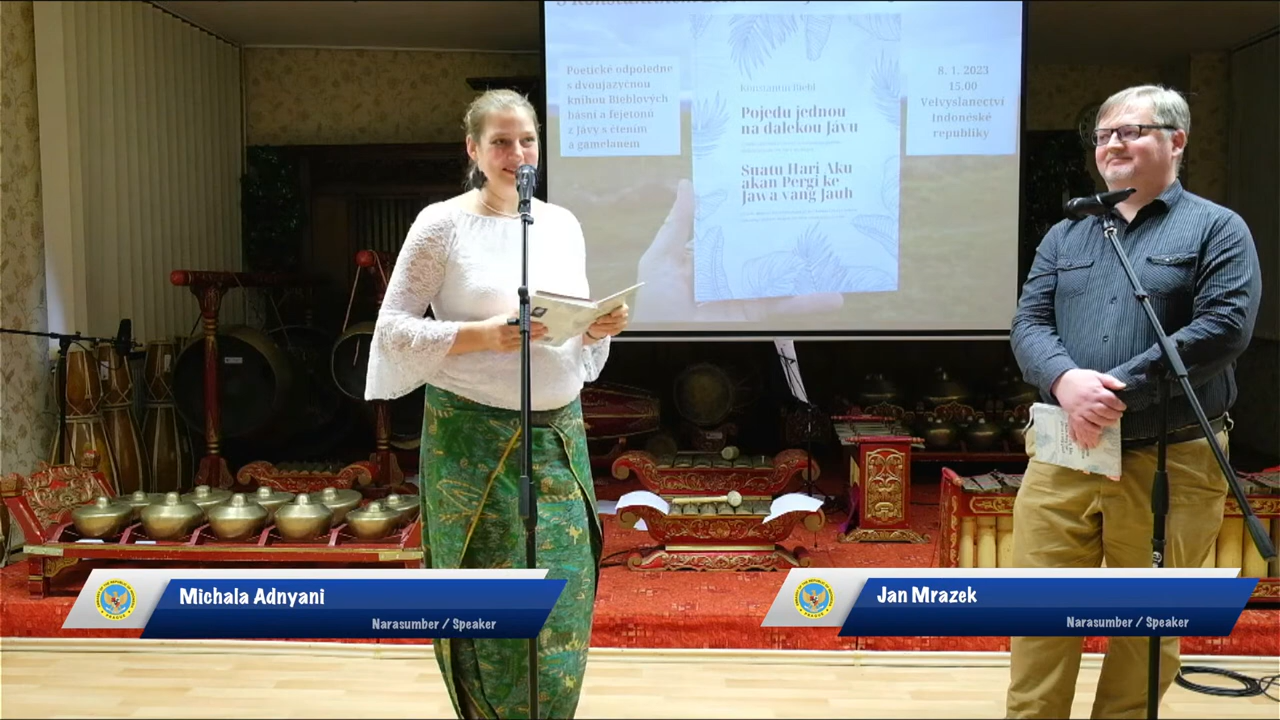 Poetické odpoledne
s dvoujazyčnou
knihou Bieblových
básní a fejetonů
z Jávy s čtením
a gamelanem
Konstantin Biebl
Pojedu jednou
na dalekou Jávu
Suatu Hari Aku
akan Pergi ke
Jawa yang Jauh
8. 1. 2023
15.00
Velvyslanectví
Indonéské
republiky
Michala Adnyani
Narasumber / Speaker
Jan Mrazek
Narasumber / Speaker